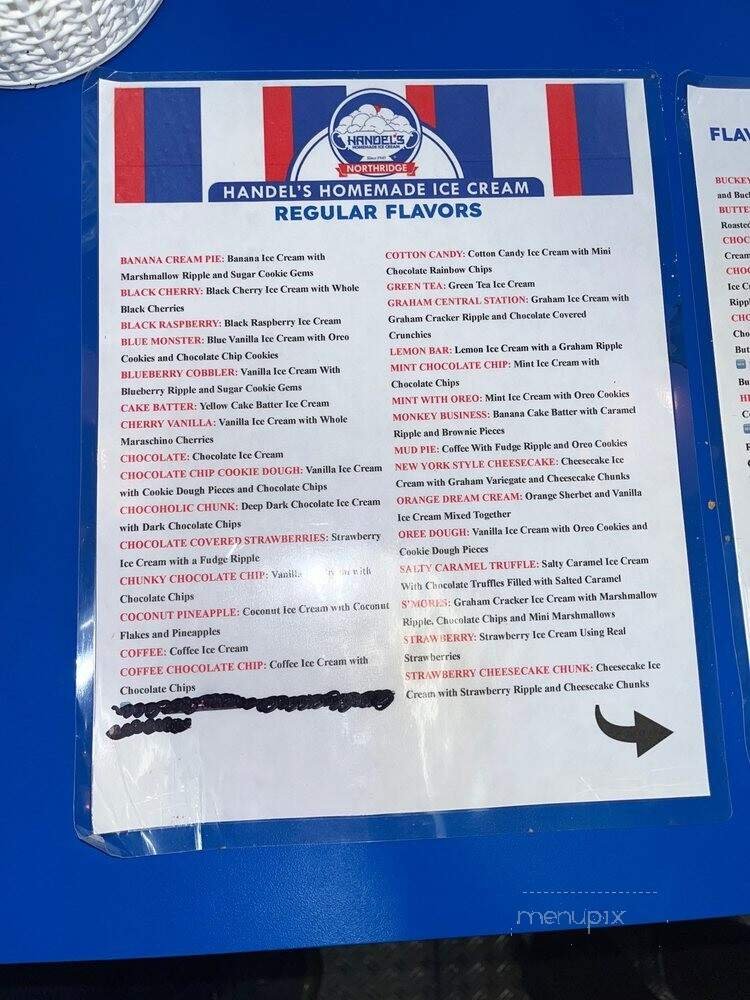 HANDEL'S
HOMEMADE ICE CREAM
Since 1945
NORTHRIDGE
HANDEL'S HOMEMADE ICE CREAM
REGULAR FLAVORS
BANANA CREAM PIE: Banana Ice Cream with
Marshmallow Ripple and Sugar Cookie Gems
BLACK CHERRY: Black Cherry Ice Cream with Whole
Black Cherries
BLACK RASPBERRY: Black Raspberry Ice Cream
BLUE MONSTER: Blue Vanilla Ice Cream with Oreo
Cookies and Chocolate Chip Cookies
BLUEBERRY COBBLER: Vanilla Ice Cream With
Blueberry Ripple and Sugar Cookie Gems
CAKE BATTER: Yellow Cake Batter Ice Cream
CHERRY VANILLA: Vanilla Ice Cream with Whole
Maraschino Cherries
CHOCOLATE: Chocolate Ice Cream
CHOCOLATE CHIP COOKIE DOUGH: Vanilla Ice Cream
with Cookie Dough Pieces and Chocolate Chips
CHOCOHOLIC CHUNK: Deep Dark Chocolate Ice Cream
with Dark Chocolate Chips
CHOCOLATE COVERED STRAWBERRIES: Strawberry
Ice Cream with a Fudge Ripple
CHUNKY CHOCOLATE CHIP: Vanilla Cream with
Chocolate Chips
COCONUT PINEAPPLE: Coconut Ice Cream with Coconut
Flakes and Pineapples
COFFEE: Coffee Ice Cream
COFFEE CHOCOLATE CHIP: Coffee Ice Cream with
Chocolate Chips
COTTON CANDY: Cotton Candy Ice Cream with Mini
Chocolate Rainbow Chips
GREEN TEA: Green Tea Ice Cream
GRAHAM CENTRAL STATION: Graham Ice Cream with
Graham Cracker Ripple and Chocolate Covered
Crunchies
LEMON BAR: Lemon Ice Cream with a Graham Ripple
MINT CHOCOLATE CHIP: Mint Ice Cream with
Chocolate Chips
MINT WITH OREO: Mint Ice Cream with Oreo Cookies
MONKEY BUSINESS: Banana Cake Batter with Caramel
Ripple and Brownie Pieces
MUD PIE: Coffee With Fudge Ripple and Oreo Cookies
NEW YORK STYLE CHEESECAKE: Cheesecake Ice
Cream with Graham Variegate and Cheesecake Chunks
ORANGE DREAM CREAM: Orange Sherbet and Vanilla
Ice Cream Mixed Together
OREE DOUGH: Vanilla Ice Cream with Oreo Cookies and
Cookie Dough Pieces
SALTY CARAMEL TRUFFLE: Salty Caramel Ice Cream
With Chocolate Truffles Filled with Salted Caramel
S'MORES: Graham Cracker Ice Cream with Marshmallow
Ripple, Chocolate Chips and Mini Marshmallows
STRAWBERRY: Strawberry Ice Cream Using Real
Strawberries
STRAWBERRY CHEESECAKE CHUNK: Cheesecake Ice
Cream with Strawberry Ripple and Cheesecake Chunks
FLAV
BUCKEY
and Buc
BUTTE
Roasted
CHOC
Cream
CHOC
Ice C
Ripp
CHO
Cho
But
Bu
menupix